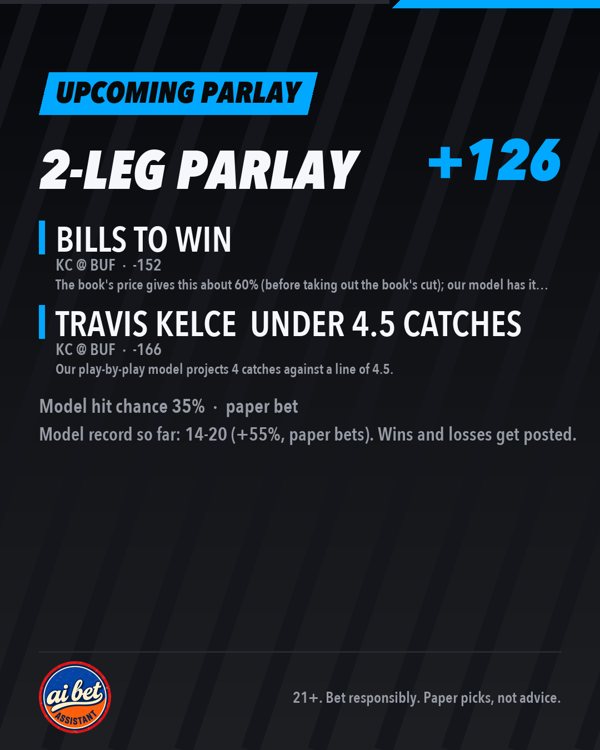 UPCOMING PARLAY
2-LEG PARLAY
+126
BILLS TO WIN
KC @ BUF · -152
The book's price gives this about 60% (before taking out the book's cut); our model has it…
TRAVIS KELCE UNDER 4.5 CATCHES
KC @ BUF · -166
Our play-by-play model projects 4 catches against a line of 4.5.
Model hit chance 35% · paper bet
Model record so far: 14-20 (+55%, paper bets). Wins and losses get posted.
ai bet
ASSISTANT
21+. Bet responsibly. Paper picks, not advice.